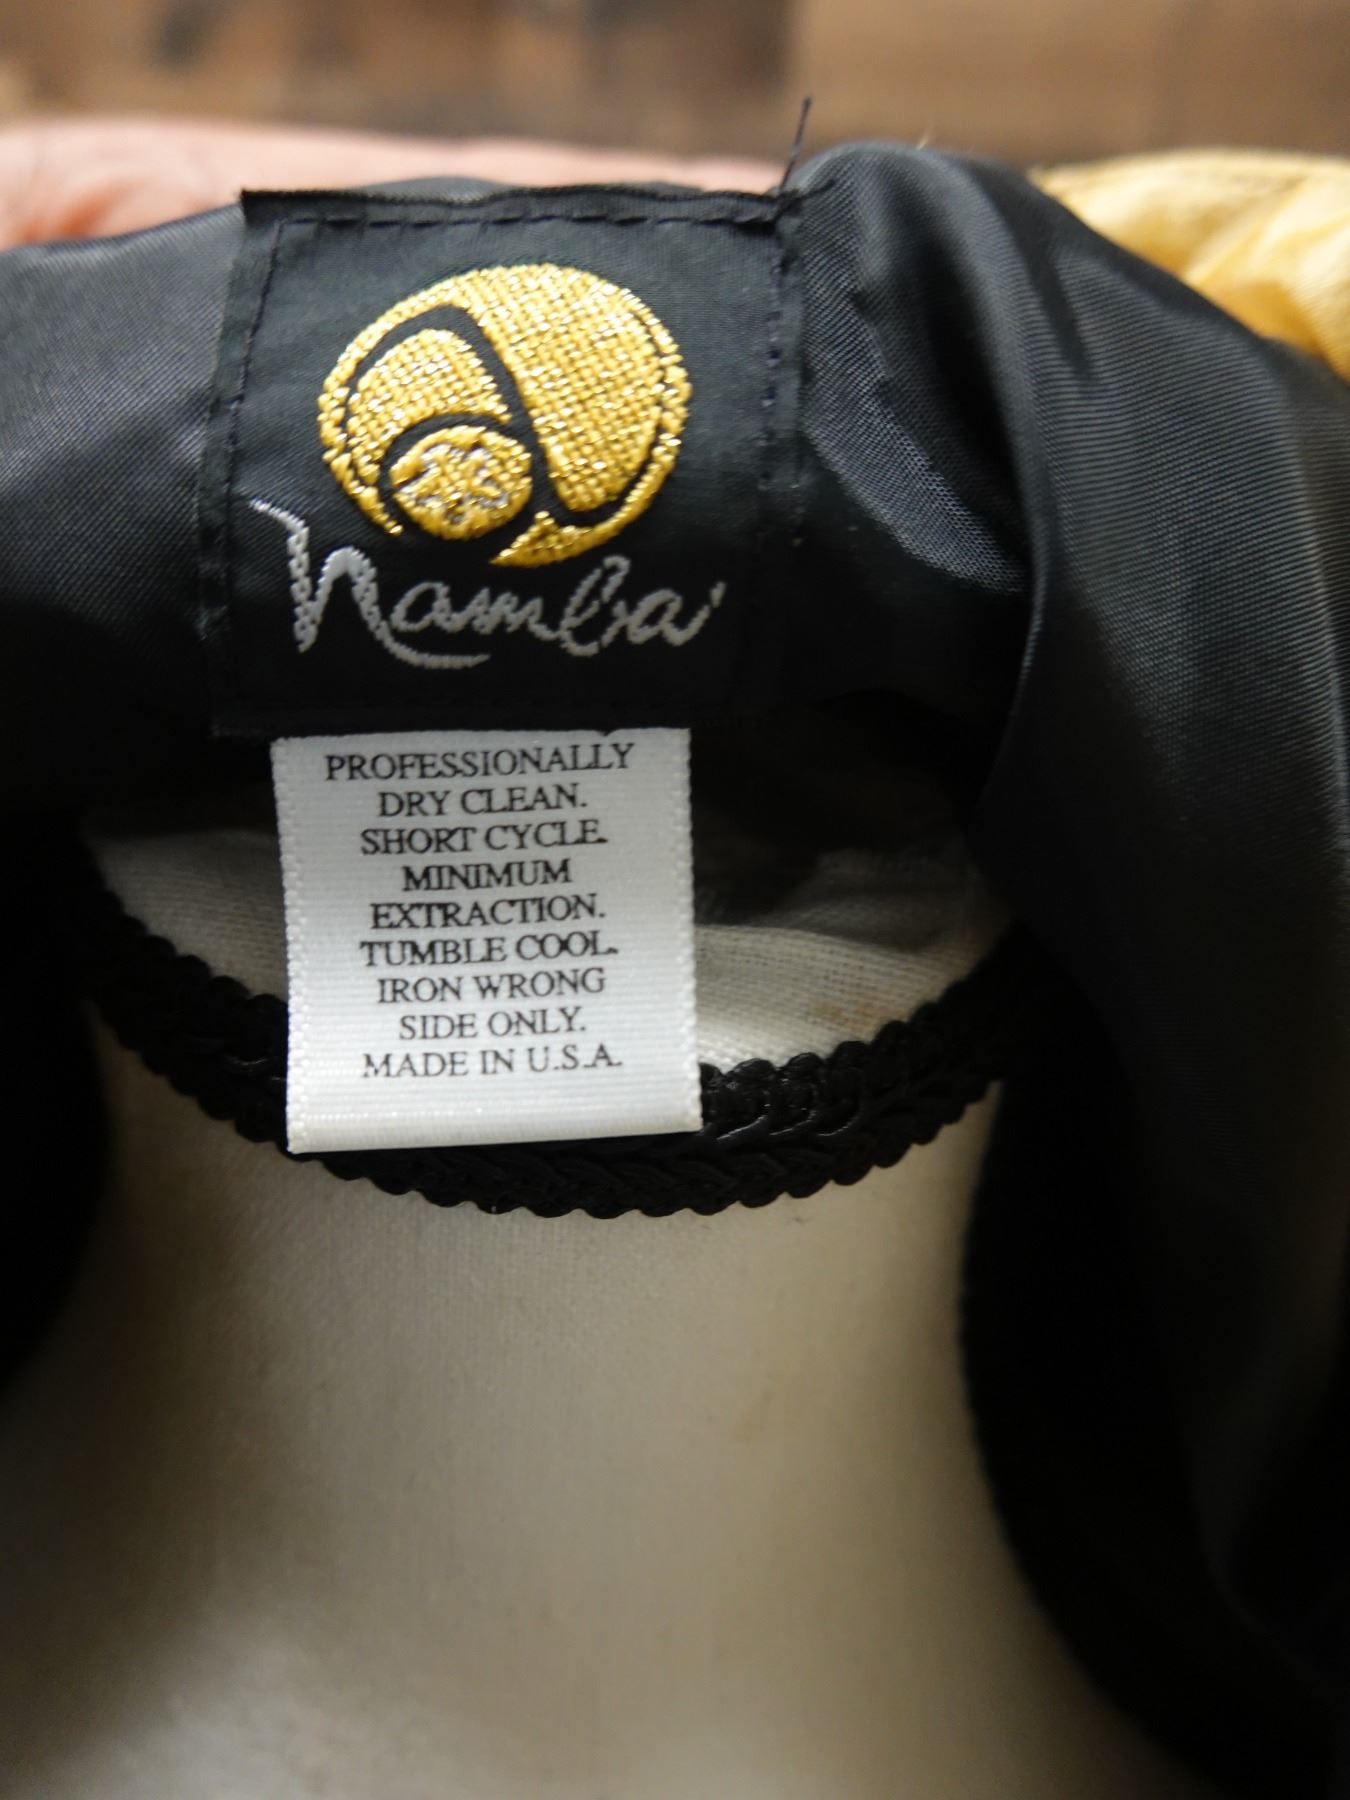 Namba
PROFESSIONALLY
DRY CLEAN.
SHORT CYCLE.
MINIMUM
EXTRACTION.
TUMBLE COOL.
IRON WRONG
SIDE ONLY.
MADE IN U.S.A.